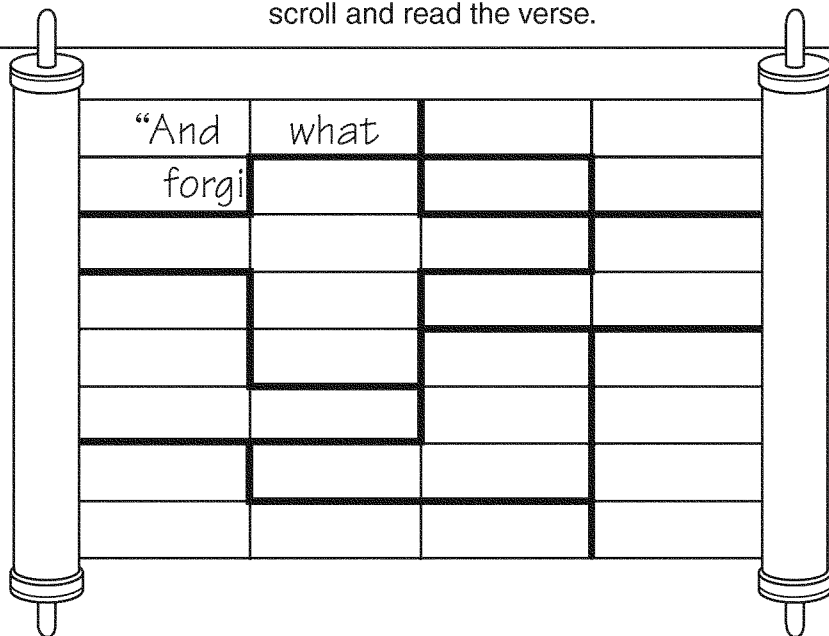 scroll and read the verse.
“And what
forgi